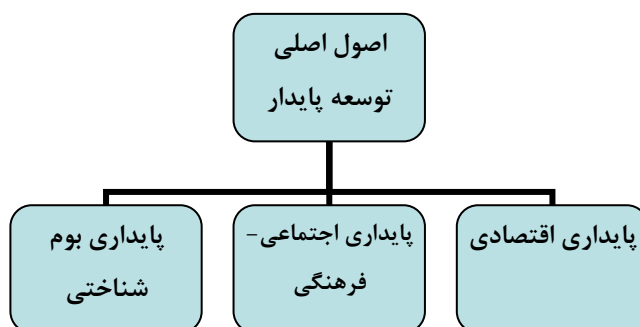 اصول اصلی
توسعه پایدار
پایداری اقتصادی
پایداری اجتماعی-
فرهنگی
پایداری بوم
شناختی